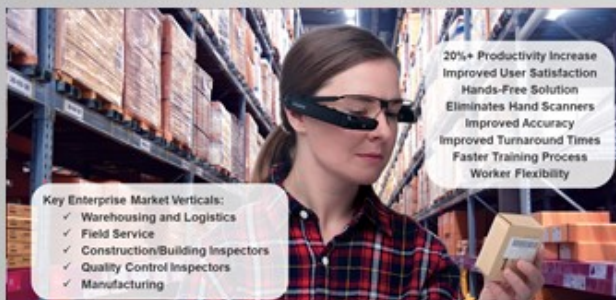 20%+ Productivity Increase
Improved User Satisfaction
Hands-Free Solution
Eliminates Hand Scanners
Improved Accuracy
Improved Turnaround Times
Faster Training Process
Worker Flexibility
Key Enterprise Market Verticals:
✓ Warehousing and Logistics
✓ Field Service
✓ Construction/Building Inspectors
✓ Quality Control Inspectors
✓ Manufacturing